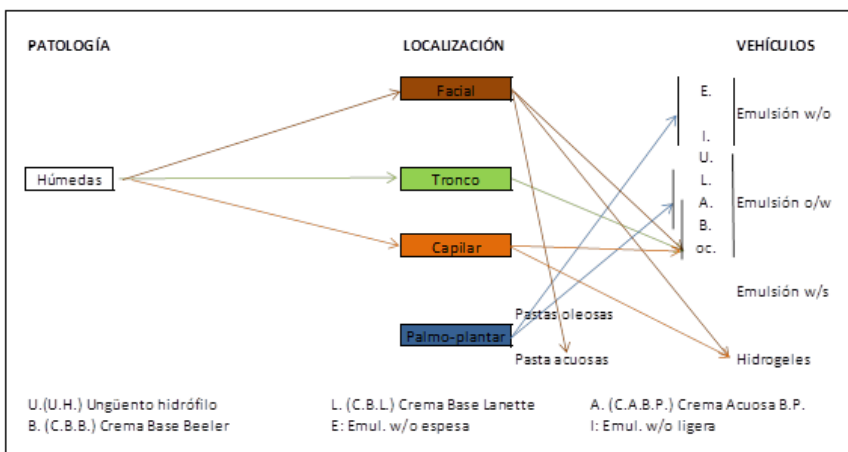 PATOLOGÍA LOCALIZACIÓN VEHÍCULOS
Facial
E.
Emulsión w/o
I.
U.
Húmedas
Tronco
L.
A.
Emulsión o/w
B.
Capilar
oc.
Emulsión w/s
Pastas oleosas
Palmo-plantar
Pasta acuosas
Hidrogeles
U.(U.H.) Ungüento hidrófilo L. (C.B.L.) Crema Base Lanette A. (C.A.B.P.) Crema Acuosa B.P.
B. (C.B.B.) Crema Base Beeler E: Emul. w/o espesa I: Emul. w/o ligera